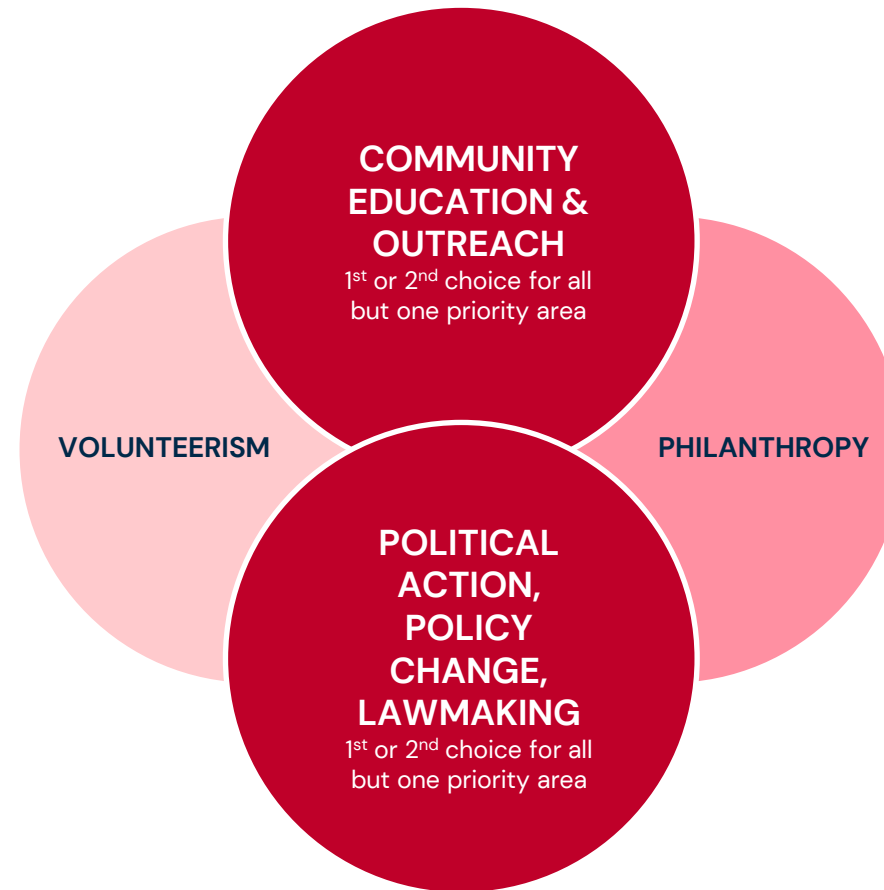 COMMUNITY
EDUCATION &
OUTREACH
1st or 2nd choice for all
but one priority area
VOLUNTEERISM
PHILANTHROPY
POLITICAL
ACTION,
POLICY
CHANGE,
LAWMAKING
1st or 2nd choice for all
but one priority area